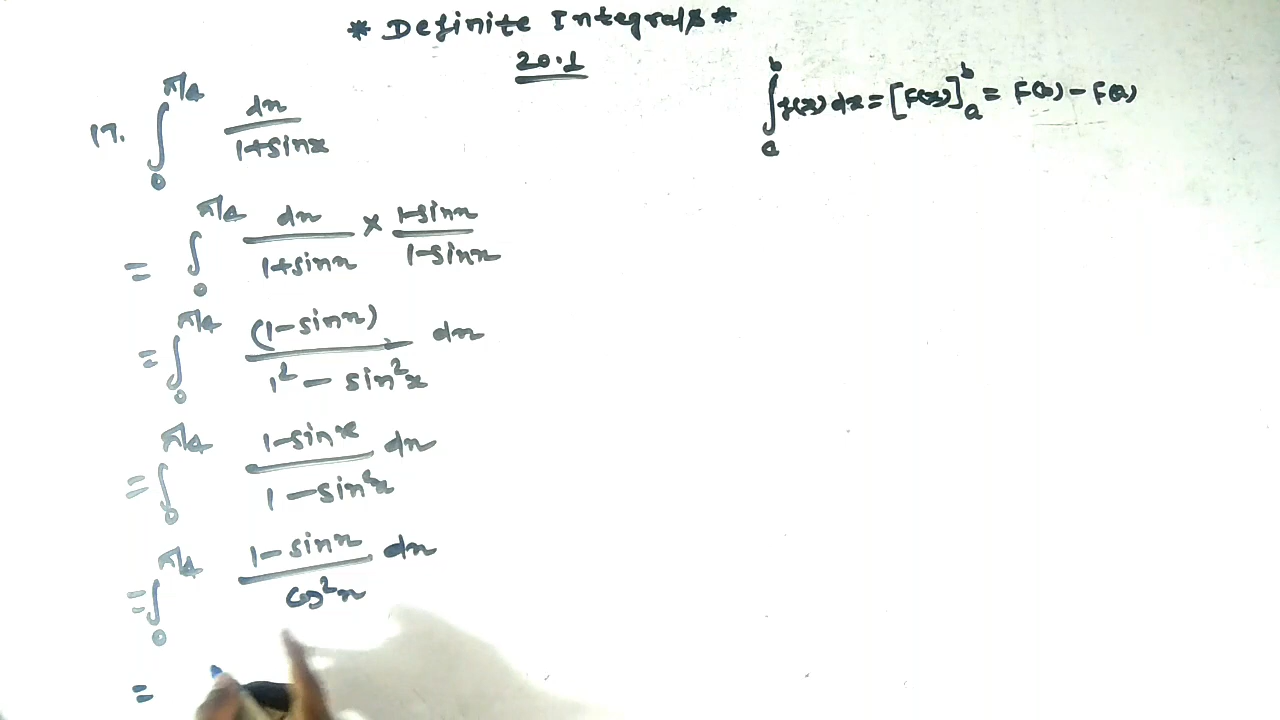 * Definite Integrals *
20.1
∫_a^b f(x) dx = [F(x)]_a^b = F(b) - F(a)
17. ∫_0^{π/4} dx / (1+sinx)
= ∫_0^{π/4} dx / (1+sinx) × (1-sinx) / (1-sinx)
= ∫_0^{π/4} (1-sinx) / (1² - sin²x) dx
= ∫_0^{π/4} (1-sinx) / (1 - sin²x) dx
= ∫_0^{π/4} (1-sinx) / cos²x dx
=